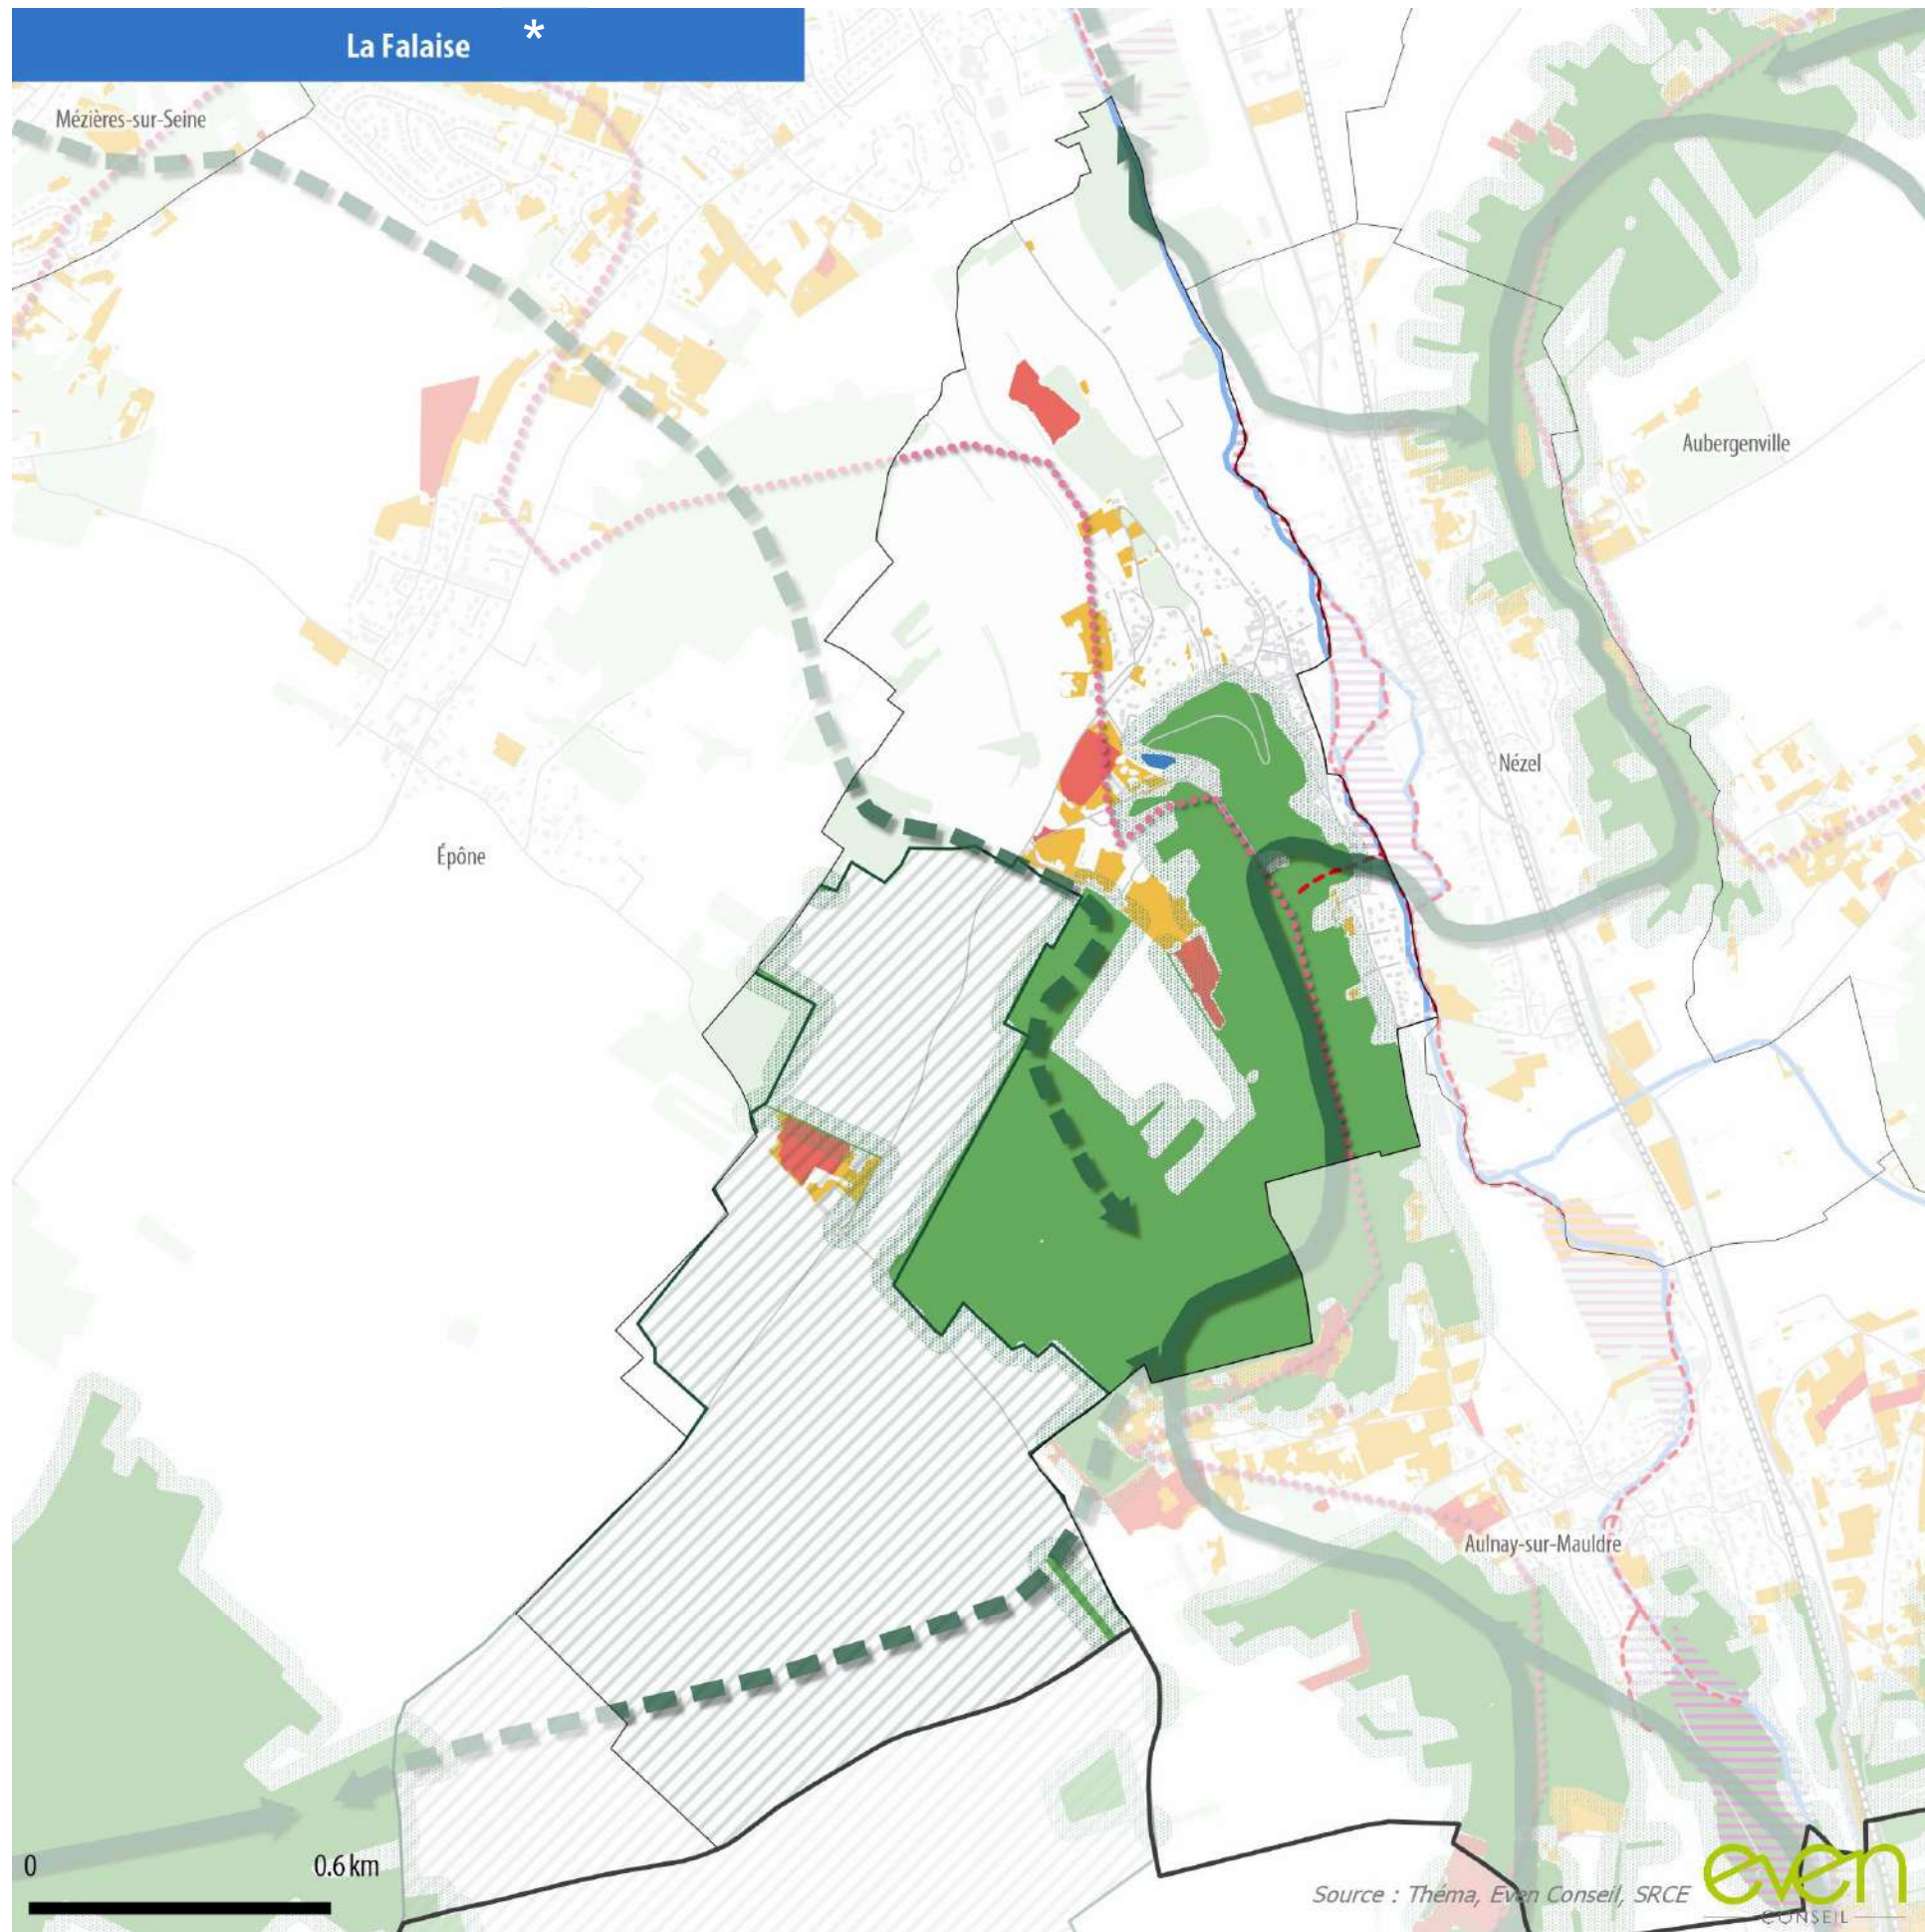 La Falaise *
Mézières-sur-Seine
Aubergenville
Nézel
Épône
Aulnay-sur-Mauldre
0 0.6 km
Source : Théma, Even Conseil, SRCE
even
CONSEIL